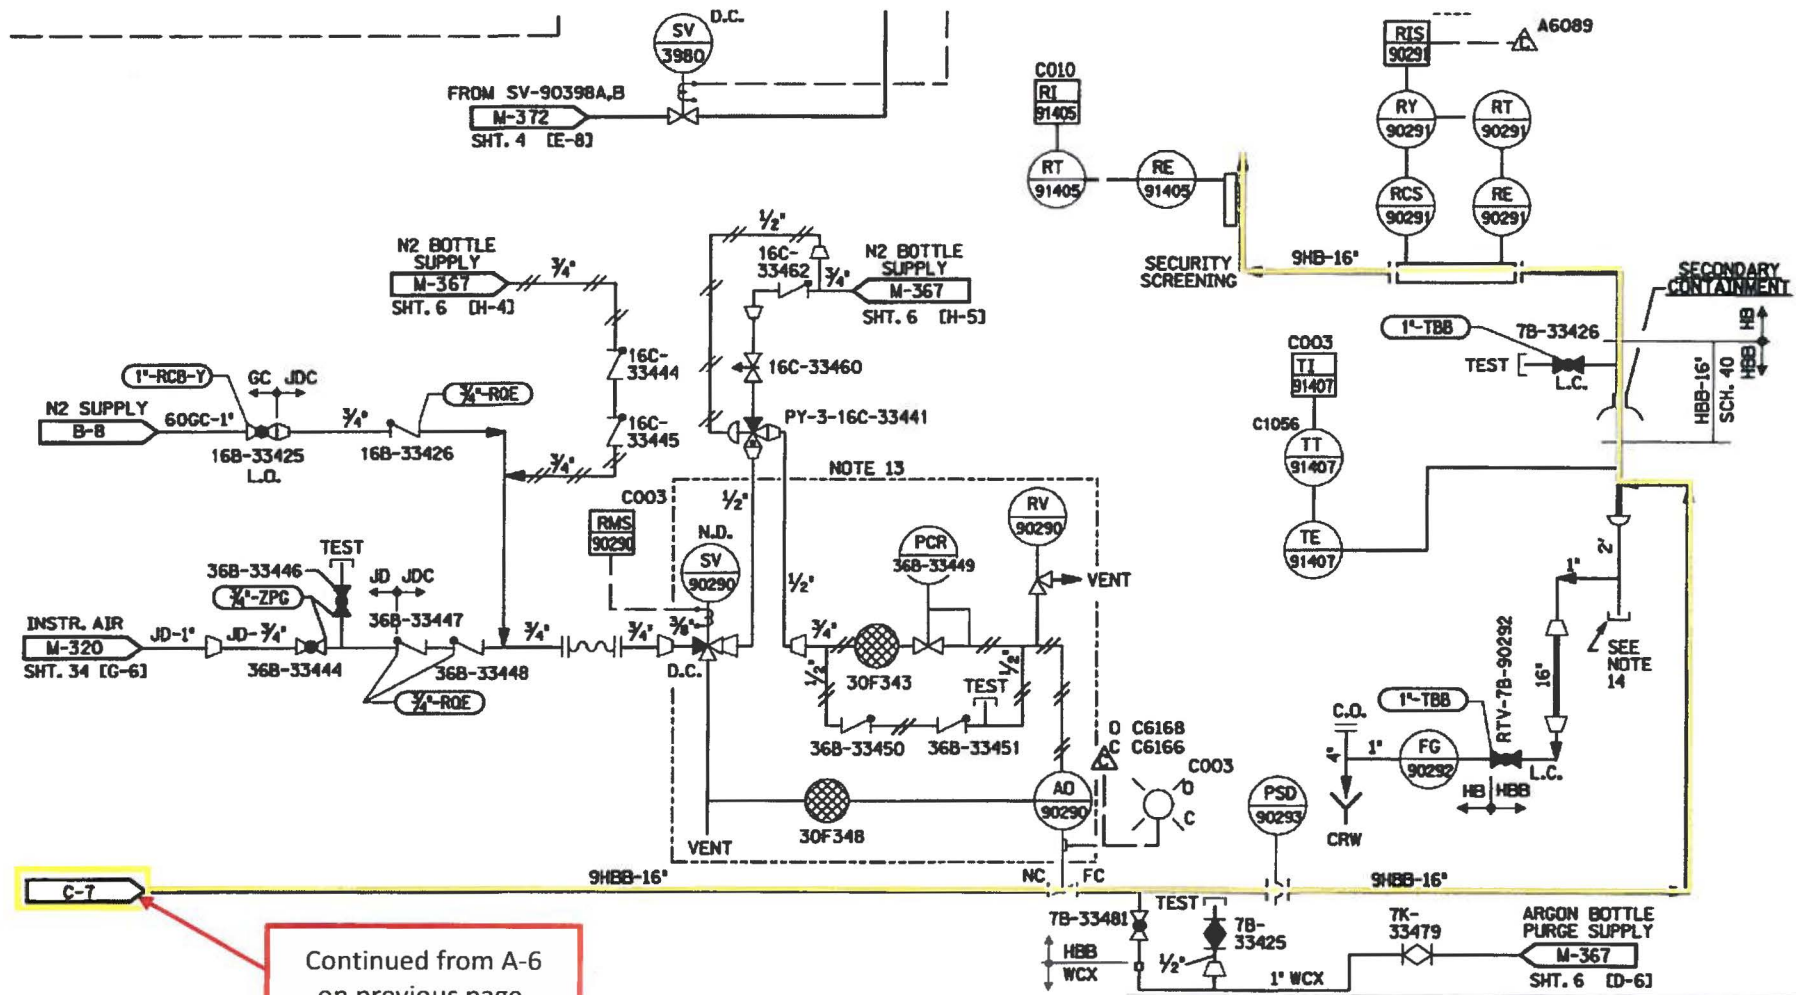 D.C.
SV
3980
FROM SV-90398A,B
M-372
SHT. 4 [E-8]
RIS
90291
C
A6089
C010
RI
91405
RY
90291
RT
90291
RT
91405
RE
91405
RCS
90291
RE
90291
1/2"
N2 BOTTLE
SUPPLY
M-367
SHT. 6 [H-4]
3/4"
16C-
33462
3/4"
N2 BOTTLE
SUPPLY
M-367
SHT. 6 [H-5]
SECURITY
SCREENING
9HB-16"
SECONDARY
CONTAINMENT
1"-TBB
7B-33426
HB
HBB
TEST
L.C.
HBB-16"
SCH. 40
16C-
33444
16C-33460
C003
TI
91407
1"-RCB-Y
GC
JDC
3/4"-RQE
N2 SUPPLY
B-8
60GC-1"
3/4"
16B-33425
L.O.
16B-33426
16C-
33445
3/4"
PY-3-16C-33441
C1056
TT
91407
NOTE 13
C003
RMS
90290
1/2"
N.D.
SV
90290
RV
90290
PCR
36B-33449
TE
91407
VENT
1/2"
2'
1"
TEST
36B-33446
3/4"-ZPG
JD
JDC
36B-33447
INSTR. AIR
M-320
SHT. 34 [G-6]
JD-1"
JD-3/4"
36B-33444
36B-33448
3/4"-RQE
3/4"
3/4"
3/8"
D.C.
3/4"
30F343
1/2"
1/2"
TEST
36B-33450
36B-33451
SEE
NOTE
14
16"
RTV-7B-90292
1"-TBB
C.O.
4"
1"
FG
90292
L.C.
HB
HBB
CRW
O C6168
C C6166
C
C003
O
C
AO
90290
PSD
90293
30F348
VENT
C-7
9HBB-16"
NC
FC
9HBB-16"
7B-33481
TEST
7B-
33425
HBB
WCX
1/2"
1" WCX
7K-
33479
ARGON BOTTLE
PURGE SUPPLY
M-367
SHT. 6 [D-6]
Continued from A-6
on previous page